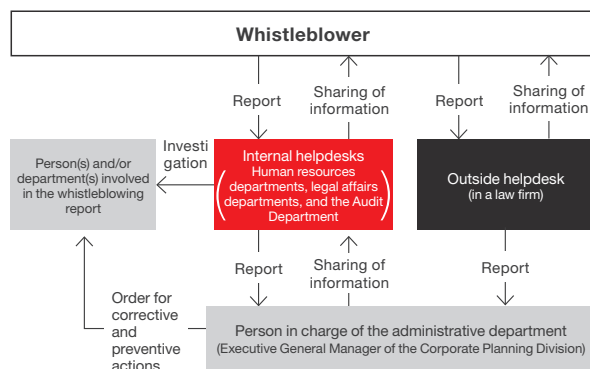 Whistleblower
Report
Sharing of
information
Report
Sharing of
information
Person(s) and/or
department(s) involved
in the whistleblowing
report
Investi
gation
Internal helpdesks
(Human resources
departments, legal affairs
departments, and the Audit
Department)
Outside helpdesk
(in a law firm)
Report
Sharing of
information
Report
Order for
corrective
and
preventive
actions
Person in charge of the administrative department
(Executive General Manager of the Corporate Planning Division)